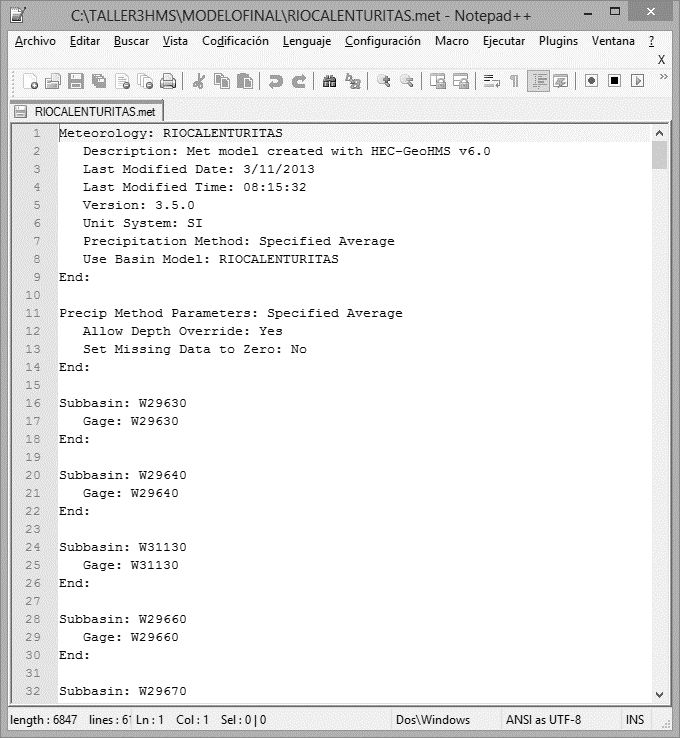 C:\TALLER3HMS\MODELOFINAL\RIOCALENTURITAS.met - Notepad++
Archivo Editar Buscar Vista Codificación Lenguaje Configuración Macro Ejecutar Plugins Ventana ?
X
RIOCALENTURITAS.met
1 Meteorology: RIOCALENTURITAS
2 Description: Met model created with HEC-GeoHMS v6.0
3 Last Modified Date: 3/11/2013
4 Last Modified Time: 08:15:32
5 Version: 3.5.0
6 Unit System: SI
7 Precipitation Method: Specified Average
8 Use Basin Model: RIOCALENTURITAS
9 End:
10
11 Precip Method Parameters: Specified Average
12 Allow Depth Override: Yes
13 Set Missing Data to Zero: No
14 End:
15
16 Subbasin: W29630
17 Gage: W29630
18 End:
19
20 Subbasin: W29640
21 Gage: W29640
22 End:
23
24 Subbasin: W31130
25 Gage: W31130
26 End:
27
28 Subbasin: W29660
29 Gage: W29660
30 End:
31
32 Subbasin: W29670
length : 6847 lines : 61 Ln : 1 Col : 1 Sel : 0 | 0 Dos\Windows ANSI as UTF-8 INS